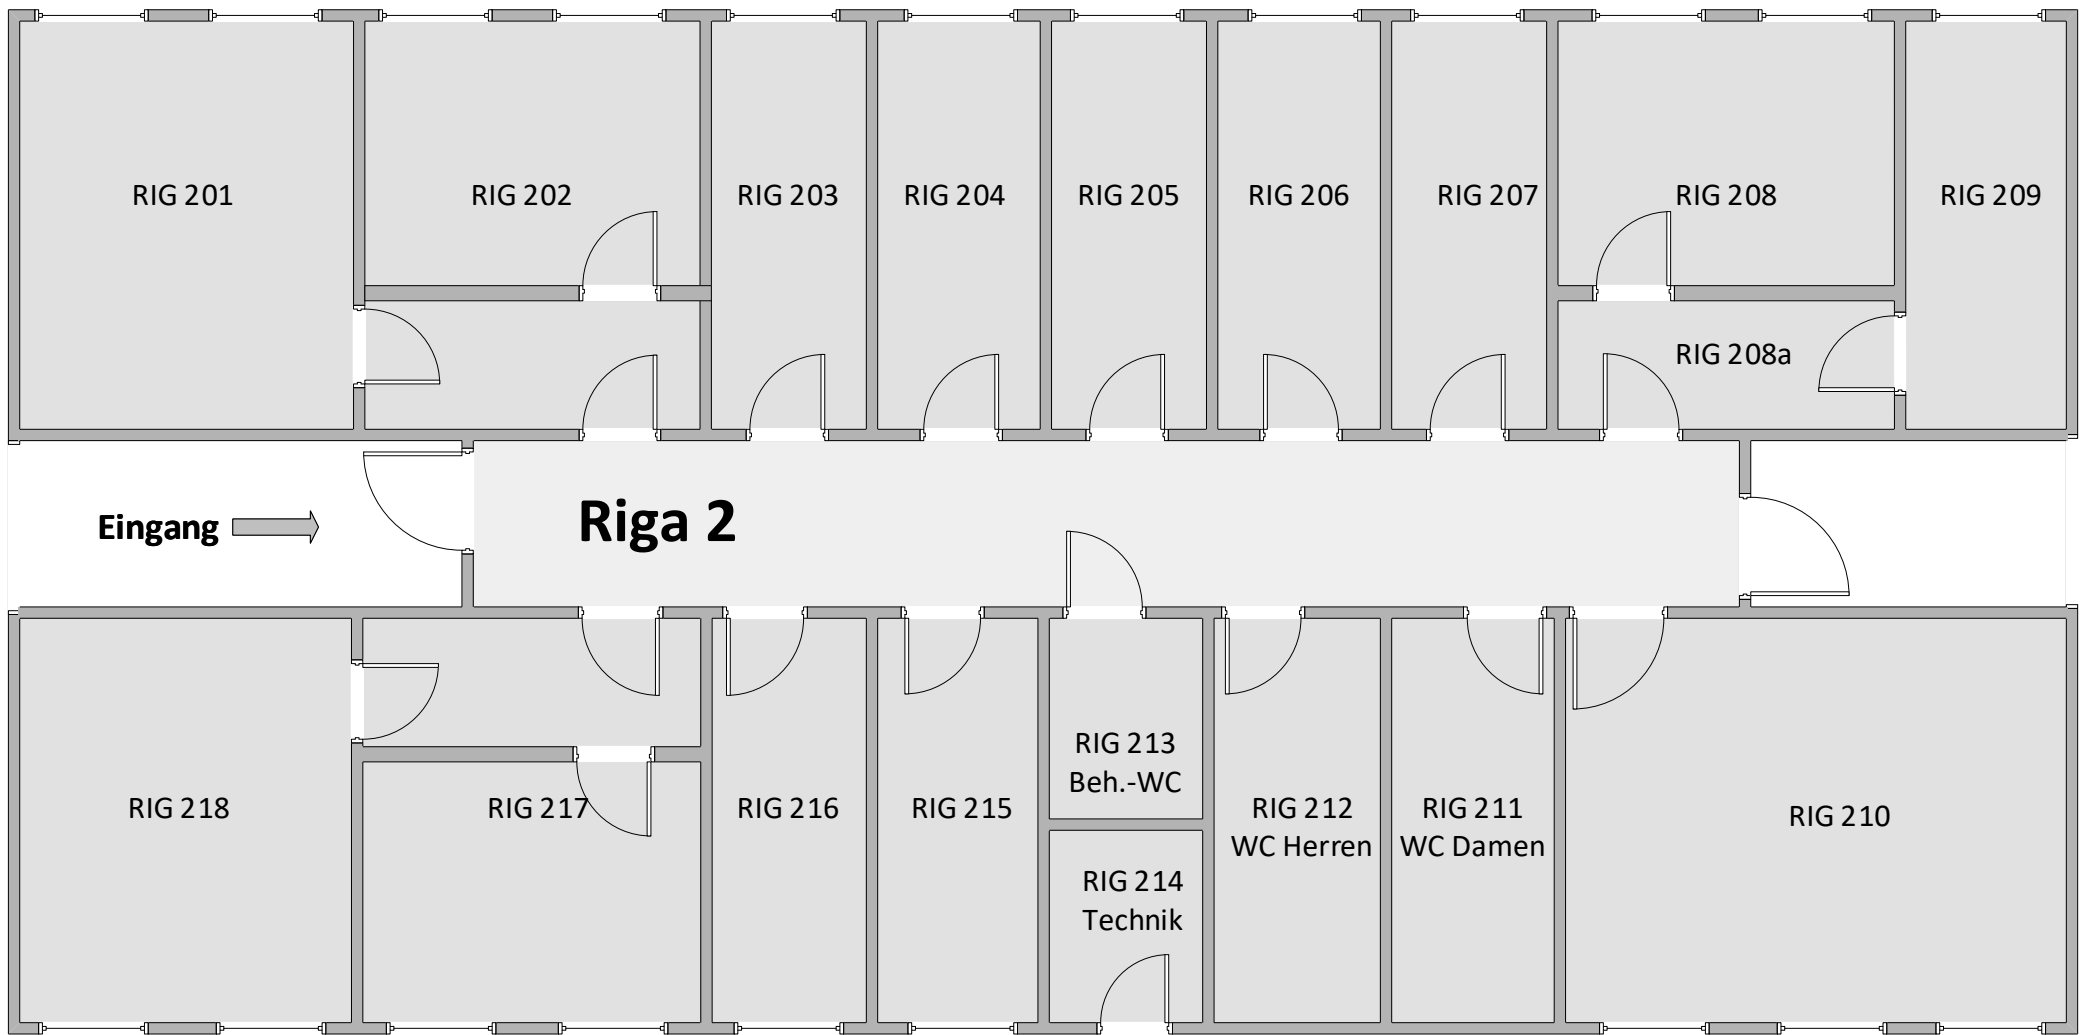 RIG 201
RIG 202
RIG 203
RIG 204
RIG 205
RIG 206
RIG 207
RIG 208
RIG 209
RIG 208a
Eingang
Riga 2
RIG 218
RIG 217
RIG 216
RIG 215
RIG 213
Beh.-WC
RIG 214
Technik
RIG 212
WC Herren
RIG 211
WC Damen
RIG 210